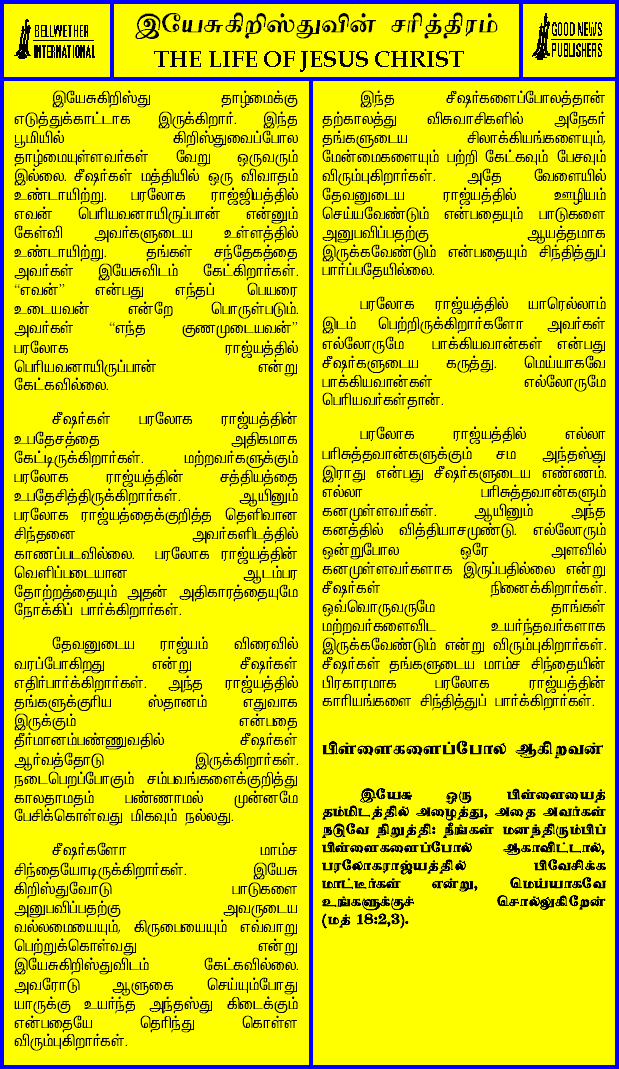 BELLWETHER
INTERNATIONAL
இயேசுகிறிஸ்துவின் சரித்திரம்
THE LIFE OF JESUS CHRIST
GOOD NEWS
PUBLISHERS
இயேசுகிறிஸ்து தாழ்மைக்கு
எடுத்துக்காட்டாக இருக்கிறார். இந்த
பூமியில் கிறிஸ்துவைப்போல
தாழ்மையுள்ளவர்கள் வேறு ஒருவரும்
இல்லை. சீஷர்கள் மத்தியில் ஒரு விவாதம்
உண்டாயிற்று. பரலோக ராஜ்ஜியத்தில்
எவன் பெரியவனாயிருப்பான் என்னும்
கேள்வி அவர்களுடைய உள்ளத்தில்
உண்டாயிற்று. தங்கள் சந்தேகத்தை
அவர்கள் இயேசுவிடம் கேட்கிறார்கள்.
“எவன்” என்பது எந்தப் பெயரை
உடையவன் என்றே பொருள்படும்.
அவர்கள் “எந்த குணமுடையவன்”
பரலோக ராஜ்யத்தில்
பெரியவனாயிருப்பான் என்று
கேட்கவில்லை.
சீஷர்கள் பரலோக ராஜ்யத்தின்
உபதேசத்தை அதிகமாக
கேட்டிருக்கிறார்கள். மற்றவர்களுக்கும்
பரலோக ராஜ்யத்தின் சத்தியத்தை
உபதேசித்திருக்கிறார்கள். ஆயினும்
பரலோக ராஜ்யத்தைக்குறித்த தெளிவான
சிந்தனை அவர்களிடத்தில்
காணப்படவில்லை. பரலோக ராஜ்யத்தின்
வெளிப்படையான ஆடம்பர
தோற்றத்தையும் அதன் அதிகாரத்தையுமே
நோக்கிப் பார்க்கிறார்கள்.
தேவனுடைய ராஜ்யம் விரைவில்
வரப்போகிறது என்று சீஷர்கள்
எதிர்பார்க்கிறார்கள். அந்த ராஜ்யத்தில்
தங்களுக்குரிய ஸ்தானம் எதுவாக
இருக்கும் என்பதை
தீர்மானம்பண்ணுவதில் சீஷர்கள்
ஆர்வத்தோடு இருக்கிறார்கள்.
நடைபெறப்போகும் சம்பவங்களைக்குறித்து
காலதாமதம் பண்ணாமல் முன்னமே
பேசிக்கொள்வது மிகவும் நல்லது.
சீஷர்களோ மாம்ச
சிந்தையோடிருக்கிறார்கள். இயேசு
கிறிஸ்துவோடு பாடுகளை
அனுபவிப்பதற்கு அவருடைய
வல்லமையையும், கிருபையையும் எவ்வாறு
பெற்றுக்கொள்வது என்று
இயேசுகிறிஸ்துவிடம் கேட்கவில்லை.
அவரோடு ஆளுகை செய்யும்போது
யாருக்கு உயர்ந்த அந்தஸ்து கிடைக்கும்
என்பதையே தெரிந்து கொள்ள
விரும்புகிறார்கள்.
இந்த சீஷர்களைப்போலத்தான்
தற்காலத்து விசுவாசிகளில் அநேகர்
தங்களுடைய சிலாக்கியங்களையும்,
மேன்மைகளையும் பற்றி கேட்கவும் பேசவும்
விரும்புகிறார்கள். அதே வேளையில்
தேவனுடைய ராஜ்யத்தில் ஊழியம்
செய்யவேண்டும் என்பதையும் பாடுகளை
அனுபவிப்பதற்கு ஆயத்தமாக
இருக்கவேண்டும் என்பதையும் சிந்தித்துப்
பார்ப்பதேயில்லை.
பரலோக ராஜ்யத்தில் யாரெல்லாம்
இடம் பெற்றிருக்கிறார்களோ அவர்கள்
எல்லோருமே பாக்கியவான்கள் என்பது
சீஷர்களுடைய கருத்து. மெய்யாகவே
பாக்கியவான்கள் எல்லோருமே
பெரியவர்கள்தான்.
பரலோக ராஜ்யத்தில் எல்லா
பரிசுத்தவான்களுக்கும் சம அந்தஸ்து
இராது என்பது சீஷர்களுடைய எண்ணம்.
எல்லா பரிசுத்தவான்களும்
கனமுள்ளவர்கள். ஆயினும் அந்த
கனத்தில் வித்தியாசமுண்டு. எல்லோரும்
ஒன்றுபோல ஒரே அளவில்
கனமுள்ளவர்களாக இருப்பதில்லை என்று
சீஷர்கள் நினைக்கிறார்கள்.
ஒவ்வொருவருமே தாங்கள்
மற்றவர்களைவிட உயர்ந்தவர்களாக
இருக்கவேண்டும் என்று விரும்புகிறார்கள்.
சீஷர்கள் தங்களுடைய மாம்ச சிந்தையின்
பிரகாரமாக பரலோக ராஜ்யத்தின்
காரியங்களை சிந்தித்துப் பார்க்கிறார்கள்.
பிள்ளைகளைப்போல் ஆகிறவன்
இயேசு ஒரு பிள்ளையைத்
தம்மிடத்தில் அழைத்து, அதை அவர்கள்
நடுவே நிறுத்தி: நீங்கள் மனந்திரும்பிப்
பிள்ளைகளைப்போல் ஆகாவிட்டால்,
பரலோகராஜ்யத்தில் பிவேசிக்க
மாட்டீர்கள் என்று, மெய்யாகவே
உங்களுக்குச் சொல்லுகிறேன்
(மத் 18:2,3).